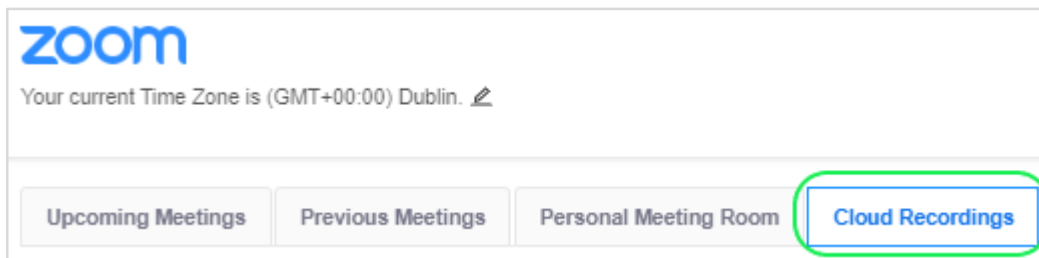 zoom
Your current Time Zone is (GMT+00:00) Dublin.
Upcoming Meetings Previous Meetings Personal Meeting Room Cloud Recordings